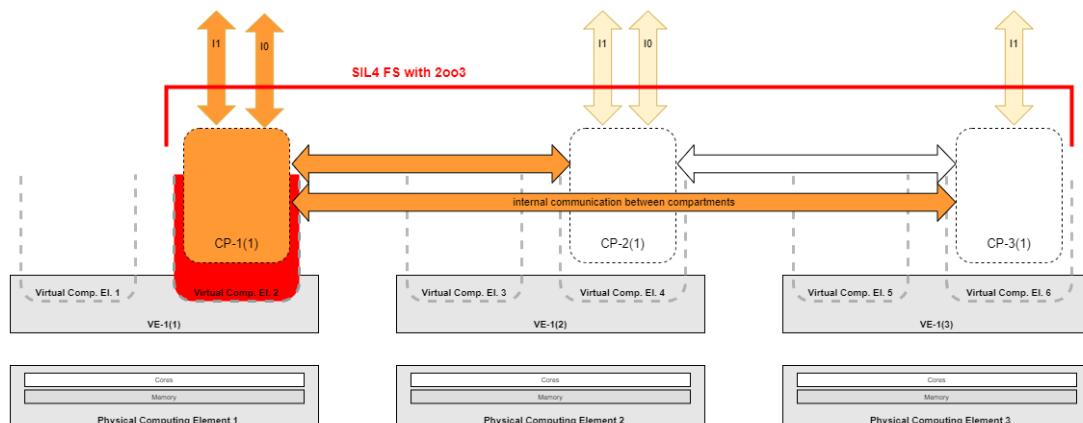 I1
I0
I1
I0
I1
SIL4 FS with 2oo3
internal communication between compartments
CP-1(1)
CP-2(1)
CP-3(1)
Virtual Comp. El. 1
Virtual Comp. El. 2
Virtual Comp. El. 3
Virtual Comp. El. 4
Virtual Comp. El. 5
Virtual Comp. El. 6
VE-1(1)
VE-1(2)
VE-1(3)
Cores
Cores
Cores
Memory
Memory
Memory
Physical Computing Element 1
Physical Computing Element 2
Physical Computing Element 3